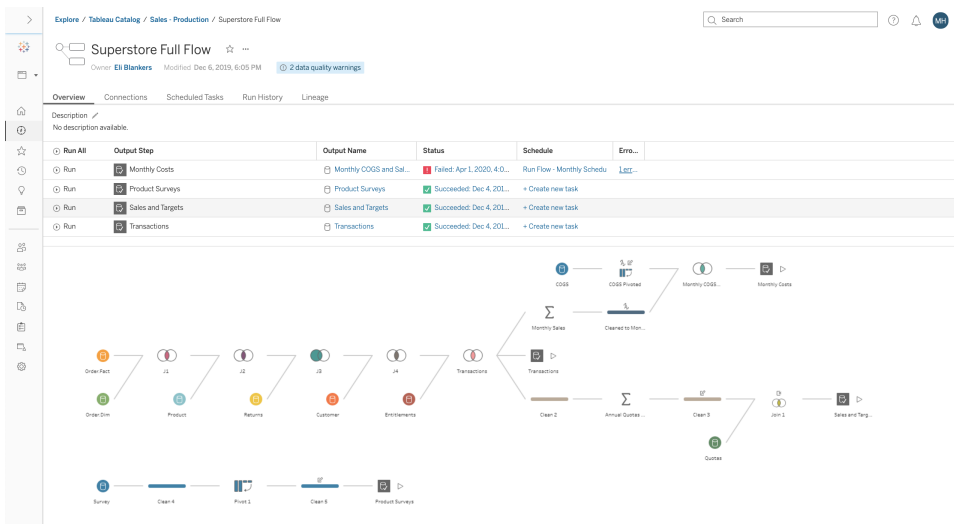 Explore / Tableau Catalog / Sales - Production / Superstore Full Flow
Search
MH
Superstore Full Flow
Owner Eli Blankers Modified Dec 6, 2019, 6:05 PM 2 data quality warnings
Overview Connections Scheduled Tasks Run History Lineage
Description
No description available.
Run All Output Step Output Name Status Schedule Erro...
Run Monthly Costs Monthly COGS and Sal... Failed: Apr 1, 2020, 4:0... Run Flow - Monthly Schedu 1 err...
Run Product Surveys Product Surveys Succeeded: Dec 4, 201... + Create new task
Run Sales and Targets Sales and Targets Succeeded: Dec 4, 201... + Create new task
Run Transactions Transactions Succeeded: Dec 4, 201... + Create new task
COGS COGS Pivoted Monthly COGS... Monthly Costs
Monthly Sales Cleaned to Mon...
Order Fact J1 J2 J3 J4 Transactions Transactions
Order Dim Product Returns Customer Entitlements Clean 2 Annual Quotes ... Clean 3 Join 1 Sales and Targ...
Quotes
Survey Clean 4 Pivot 1 Clean 5 Product Surveys